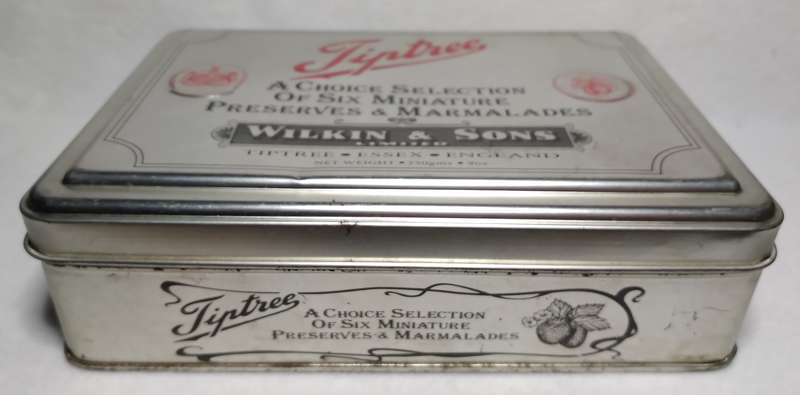 Tiptree
A CHOICE SELECTION
OF SIX MINIATURE
PRESERVES & MARMALADES
WILKIN & SONS
LIMITED
TIPTREE • ESSEX • ENGLAND
Tiptree
A CHOICE SELECTION
OF SIX MINIATURE
PRESERVES & MARMALADES